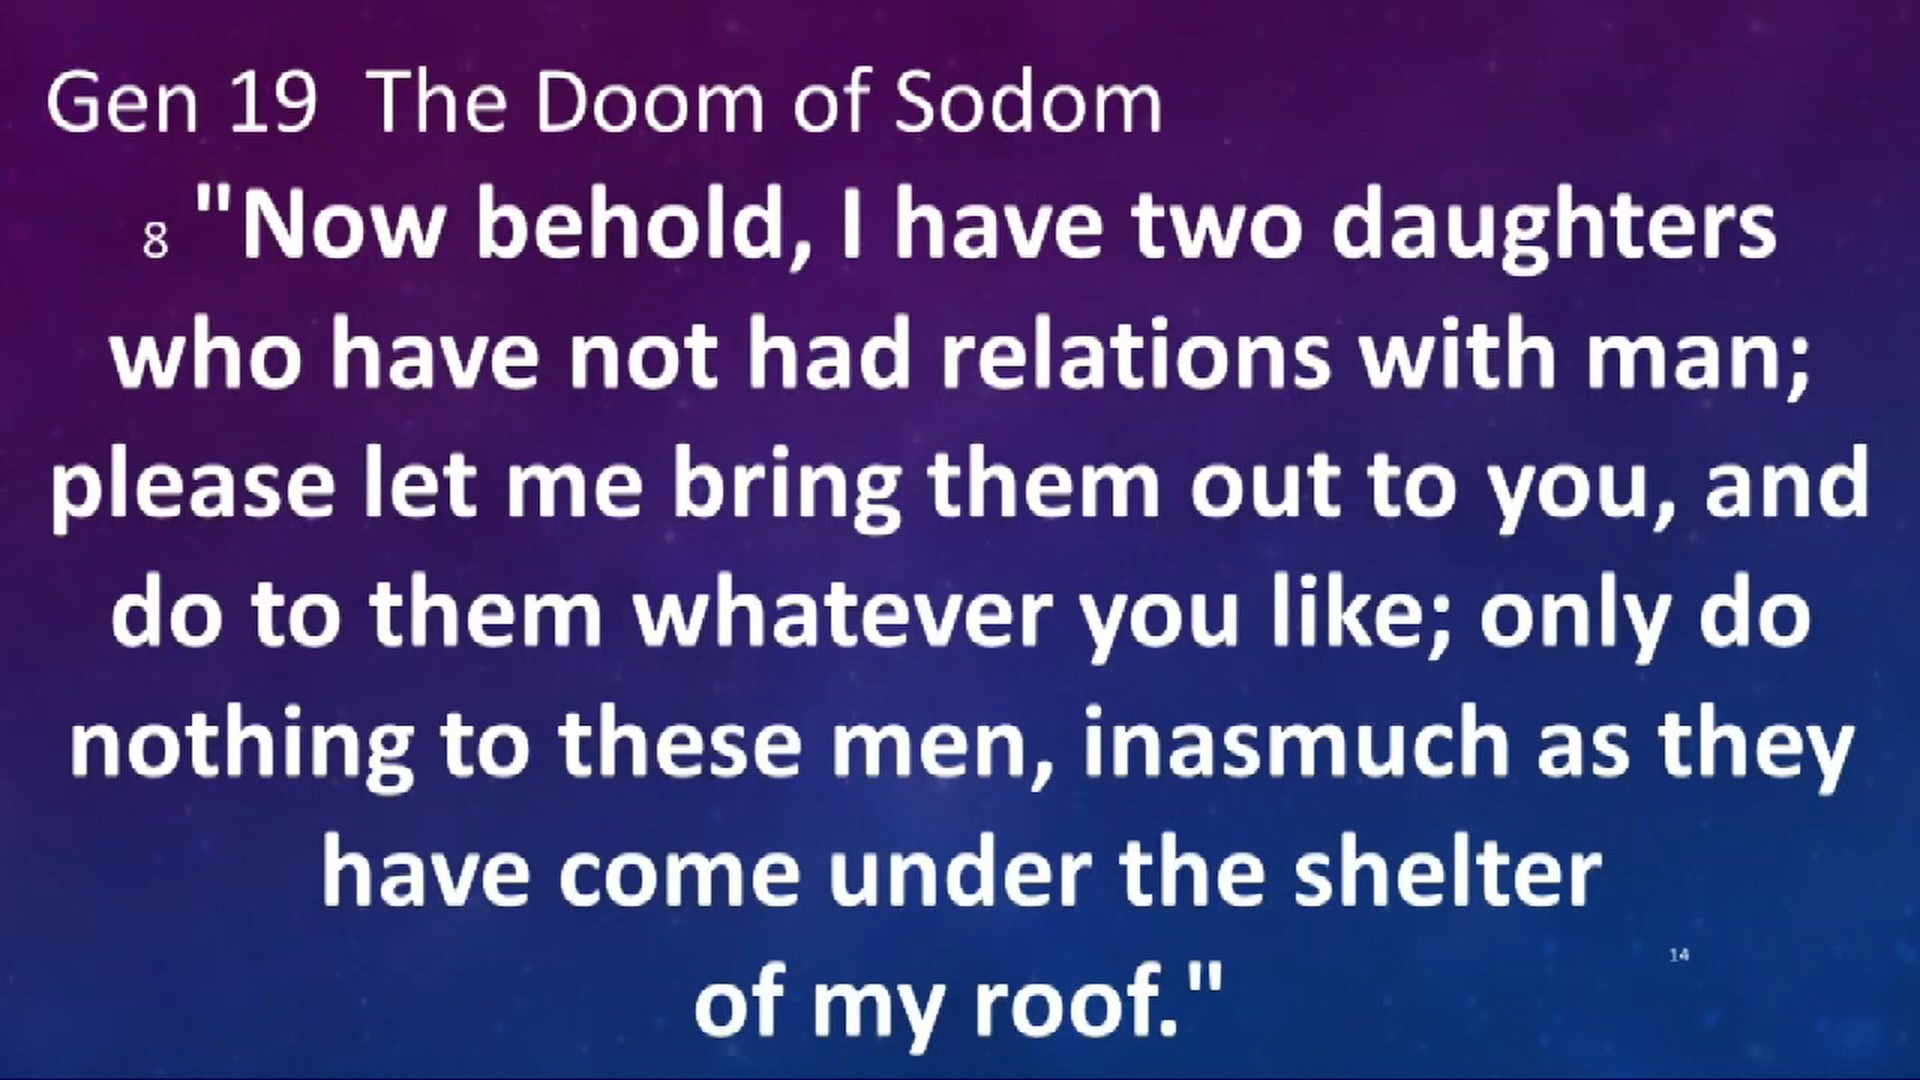 Gen 19 The Doom of Sodom
8 "Now behold, I have two daughters
who have not had relations with man;
please let me bring them out to you, and
do to them whatever you like; only do
nothing to these men, inasmuch as they
have come under the shelter
14
of my roof."